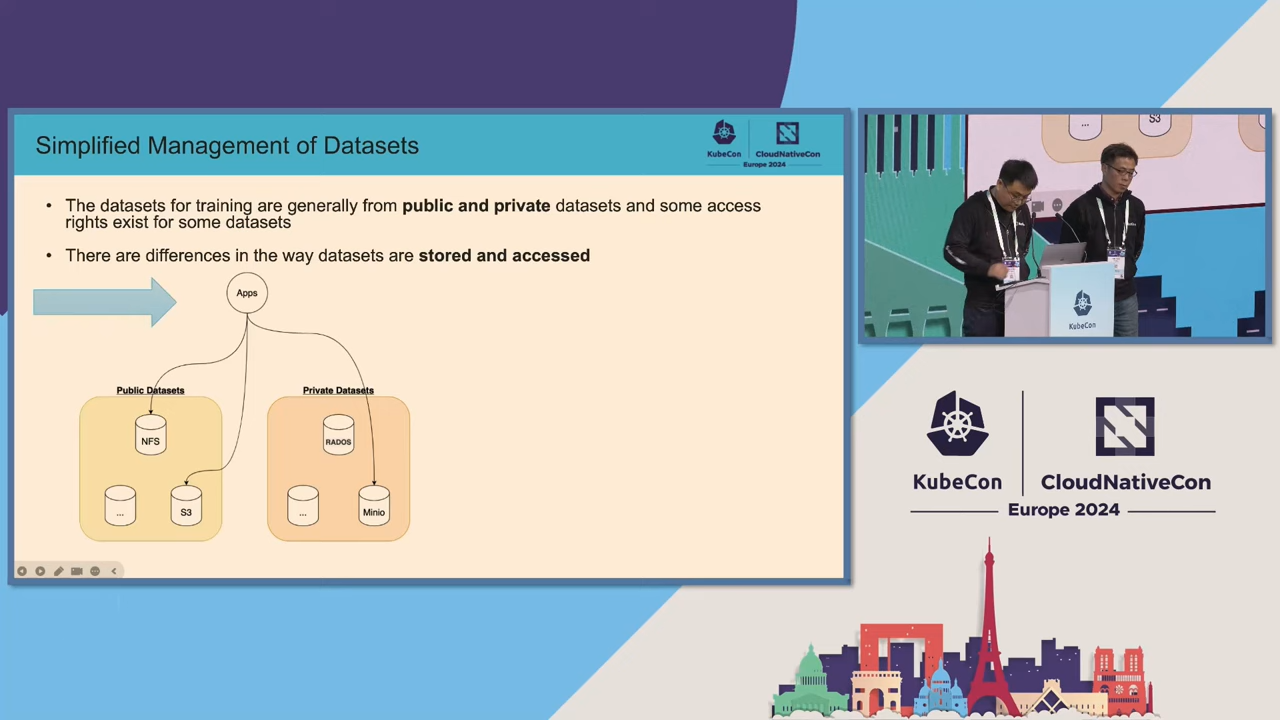 Simplified Management of Datasets
KubeCon
CloudNativeCon
Europe 2024
• The datasets for training are generally from public and private datasets and some access
rights exist for some datasets
• There are differences in the way datasets are stored and accessed
Apps
Public Datasets
NFS
...
S3
Private Datasets
RADOS
...
Minio
...
S3
KubeCon
KubeCon
CloudNativeCon
Europe 2024